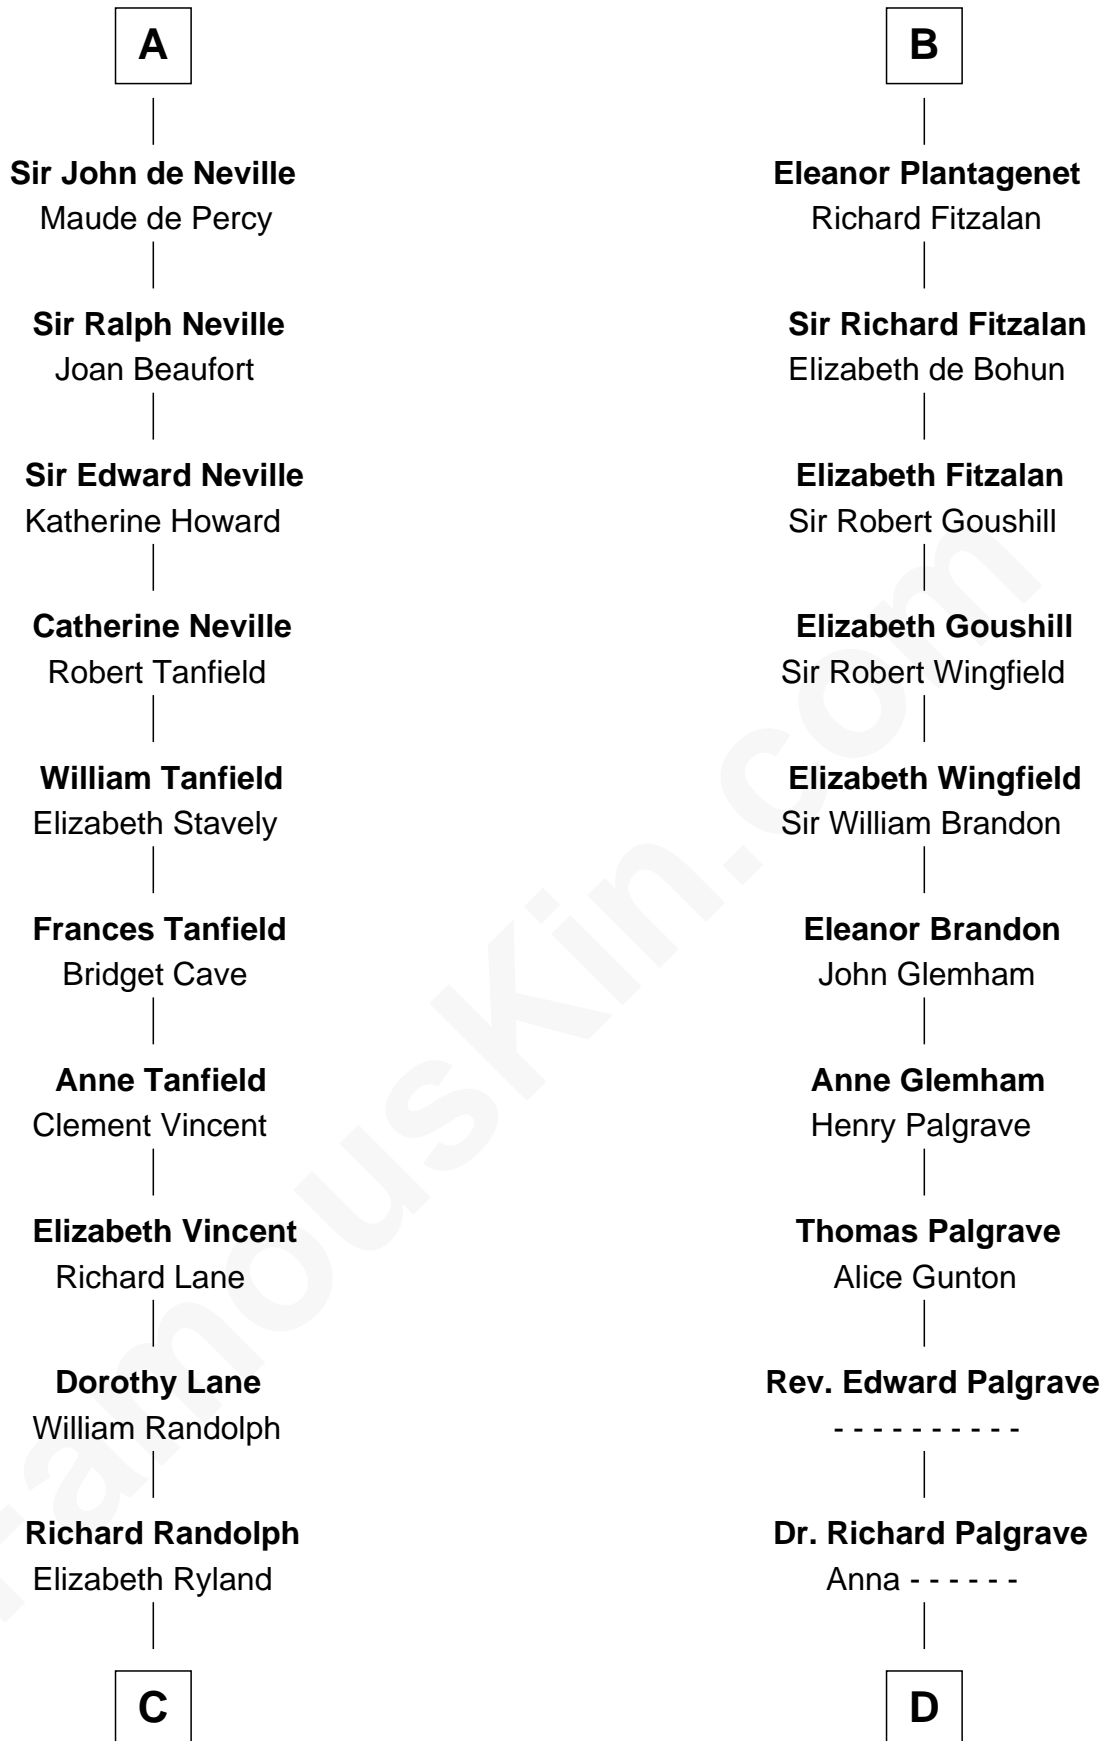 A
Sir John de Neville
Maude de Percy
Sir Ralph Neville
Joan Beaufort
Sir Edward Neville
Katherine Howard
Catherine Neville
Robert Tanfield
William Tanfield
Elizabeth Stavely
Frances Tanfield
Bridget Cave
Anne Tanfield
Clement Vincent
Elizabeth Vincent
Richard Lane
Dorothy Lane
William Randolph
Richard Randolph
Elizabeth Ryland
C
B
Eleanor Plantagenet
Richard Fitzalan
Sir Richard Fitzalan
Elizabeth de Bohun
Elizabeth Fitzalan
Sir Robert Goushill
Elizabeth Goushill
Sir Robert Wingfield
Elizabeth Wingfield
Sir William Brandon
Eleanor Brandon
John Glemham
Anne Glemham
Henry Palgrave
Thomas Palgrave
Alice Gunton
Rev. Edward Palgrave
- - - - - - - - - -
Dr. Richard Palgrave
Anna - - - - - -
D
FamousKin.com